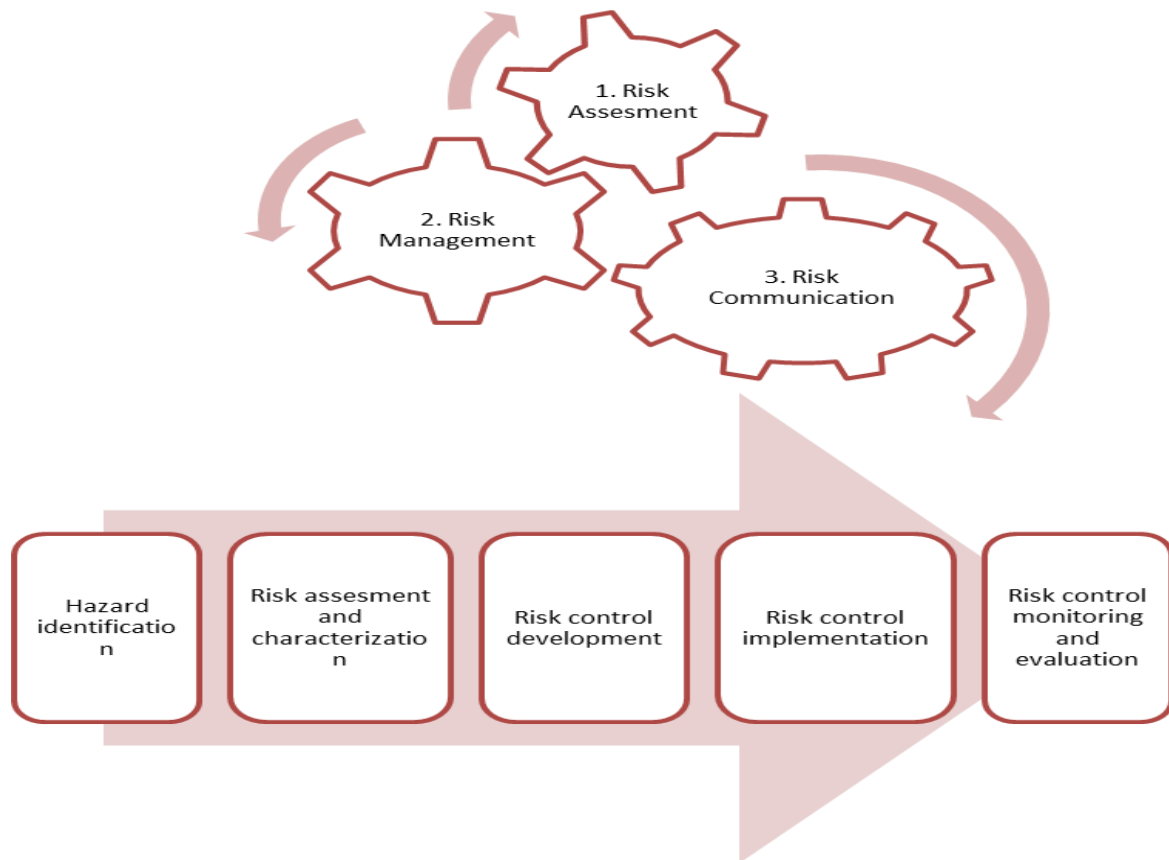 1. Risk
Assesment
2. Risk
Management
3. Risk
Communication
Hazard
identificatio
n
Risk assesment
and
characterizatio
n
Risk control
development
Risk control
implementation
Risk control
monitoring
and
evaluation